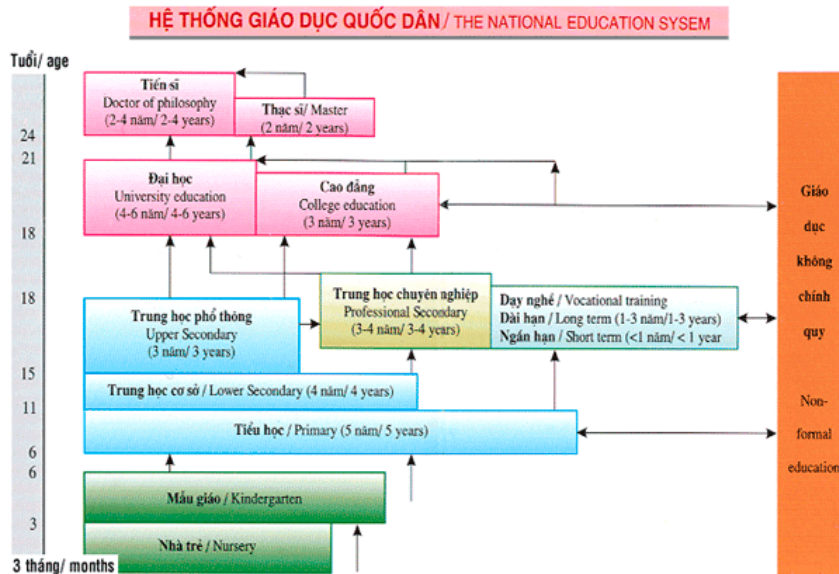 HỆ THỐNG GIÁO DỤC QUỐC DÂN / THE NATIONAL EDUCATION SYSEM
Tuổi/ age
Tiến sĩ
Doctor of philosophy
(2-4 năm/ 2-4 years)
Thạc sĩ/ Master
(2 năm/ 2 years)
24
21
Đại học
University education
(4-6 năm/ 4-6 years)
Cao đẳng
College education
(3 năm/ 3 years)
18
18
Trung học phổ thông
Upper Secondary
(3 năm/ 3 years)
Trung học chuyên nghiệp
Professional Secondary
(3-4 năm/ 3-4 years)
Dạy nghề / Vocational training
Dài hạn / Long term (1-3 năm/1-3 years)
Ngắn hạn / Short term (<1 năm/ < 1 year
15
Trung học cơ sở / Lower Secondary (4 năm/ 4 years)
11
Tiểu học / Primary (5 năm/ 5 years)
6
6
Mẫu giáo / Kindergarten
3
Nhà trẻ / Nursery
3 tháng/ months
Giáo
dục
không
chính
quy
Non-
formal
education